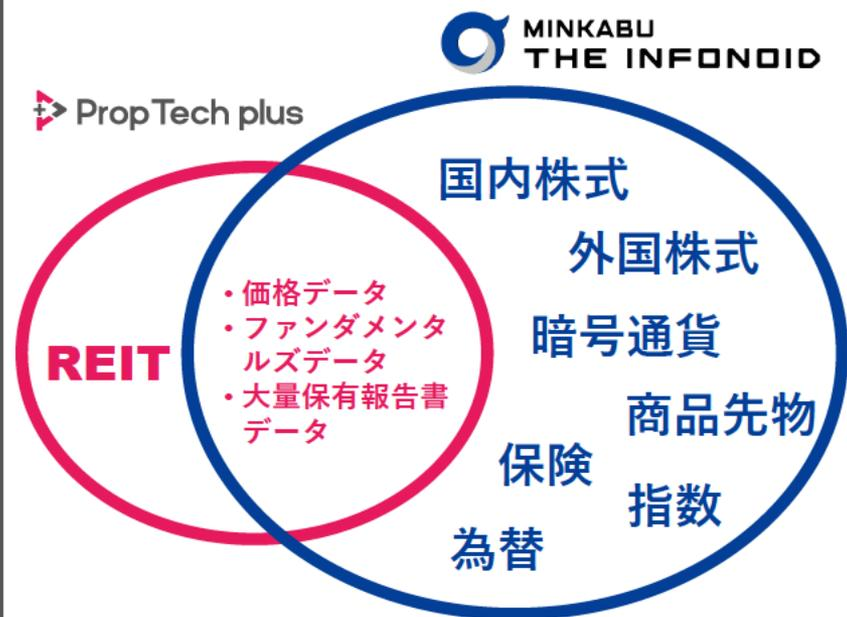 MINKABU
THE INFONOID
PropTech plus
国内株式
外国株式
・価格データ
・ファンダメンタ
ルズデータ
・大量保有報告書
データ
REIT
暗号通貨
商品先物
保険
指数
為替